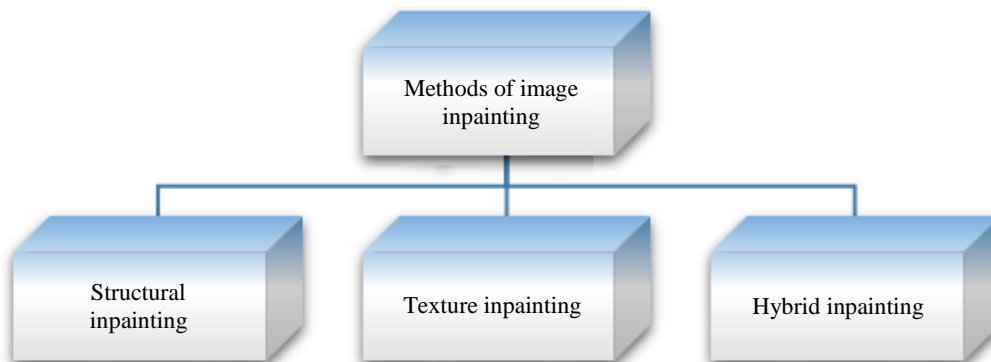 Methods of image
inpainting
Structural
inpainting
Texture inpainting
Hybrid inpainting